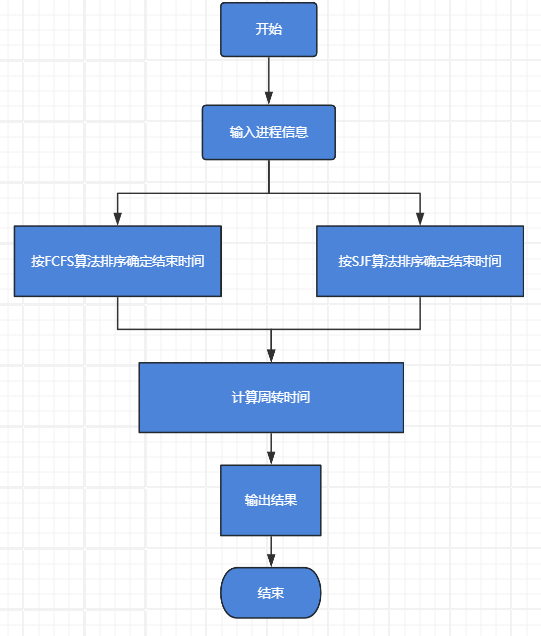 开始
输入进程信息
按FCFS算法排序确定结束时间
按SJF算法排序确定结束时间
计算周转时间
输出结果
结束